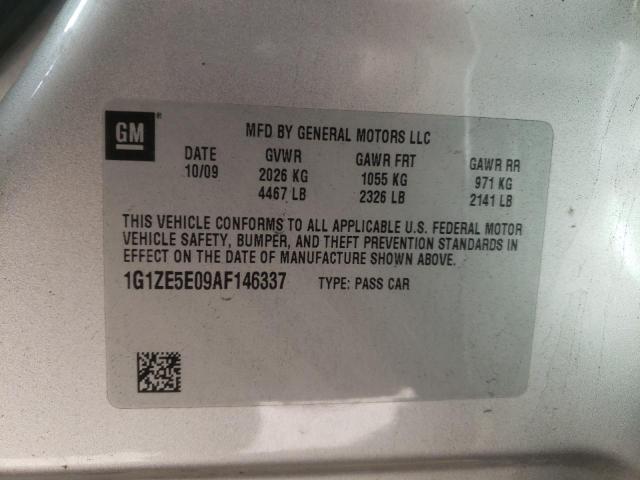 GM ®
MFD BY GENERAL MOTORS LLC
DATE GVWR GAWR FRT GAWR RR
10/09 2026 KG 1055 KG 971 KG
4467 LB 2326 LB 2141 LB
THIS VEHICLE CONFORMS TO ALL APPLICABLE U.S. FEDERAL MOTOR
VEHICLE SAFETY, BUMPER, AND THEFT PREVENTION STANDARDS IN
EFFECT ON THE DATE OF MANUFACTURE SHOWN ABOVE.
1G1ZE5E09AF146337 TYPE: PASS CAR